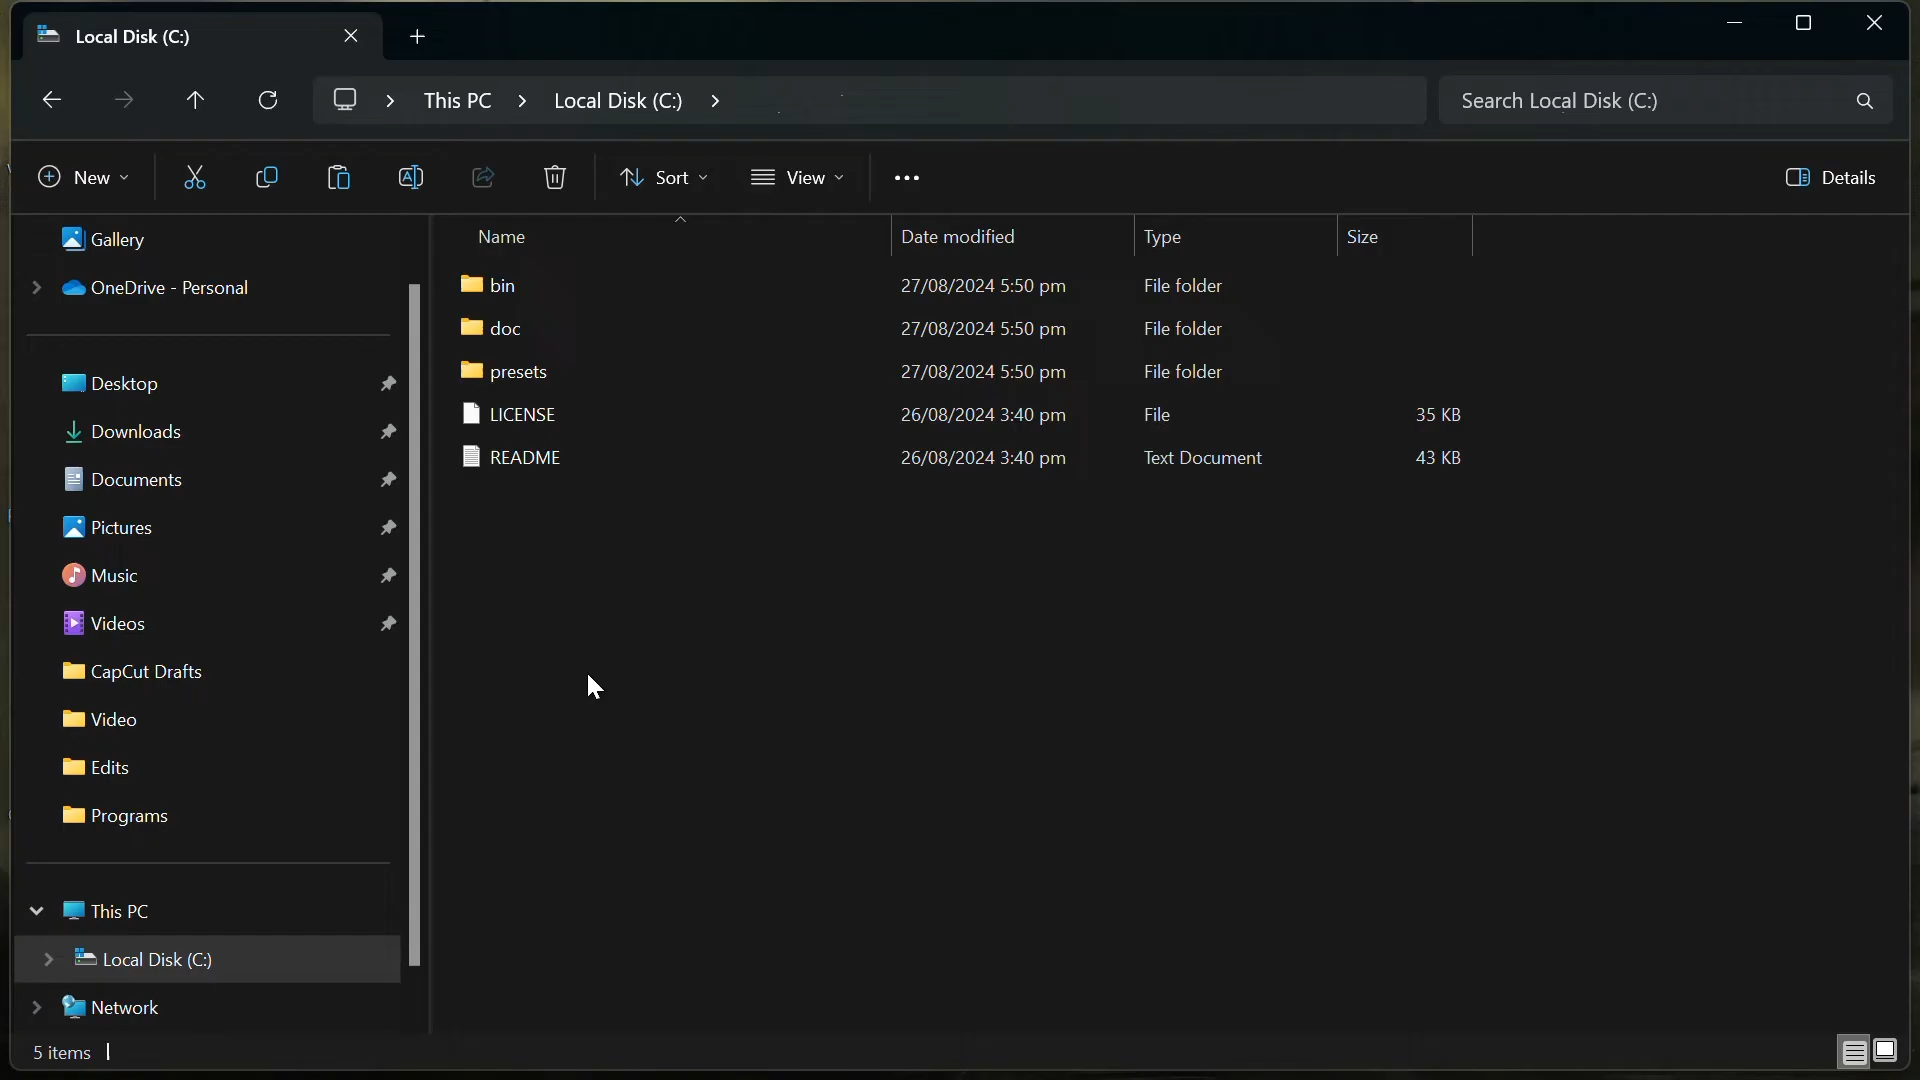 Local Disk (C:)
This PC
Local Disk (C:)
Search Local Disk (C:)
New
Sort
View
Details
Gallery
OneDrive - Personal
Desktop
Downloads
Documents
Pictures
Music
Videos
CapCut Drafts
Video
Edits
Programs
This PC
Local Disk (C:)
Network
Name Date modified Type Size
bin 27/08/2024 5:50 pm File folder
doc 27/08/2024 5:50 pm File folder
presets 27/08/2024 5:50 pm File folder
LICENSE 26/08/2024 3:40 pm File 35 KB
README 26/08/2024 3:40 pm Text Document 43 KB
5 items